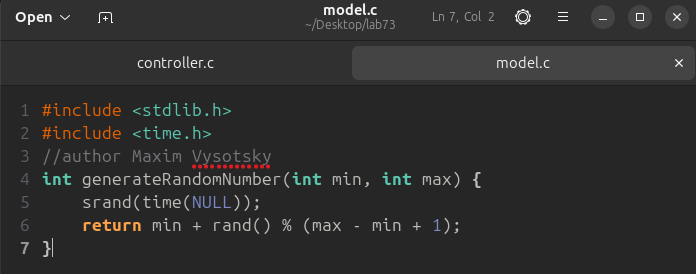 Open
model.c
~/Desktop/lab73
Ln 7, Col 2
controller.c
model.c
1 #include <stdlib.h>
2 #include <time.h>
3 //author Maxim Vysotsky
4 int generateRandomNumber(int min, int max) {
5     srand(time(NULL));
6     return min + rand() % (max - min + 1);
7 }